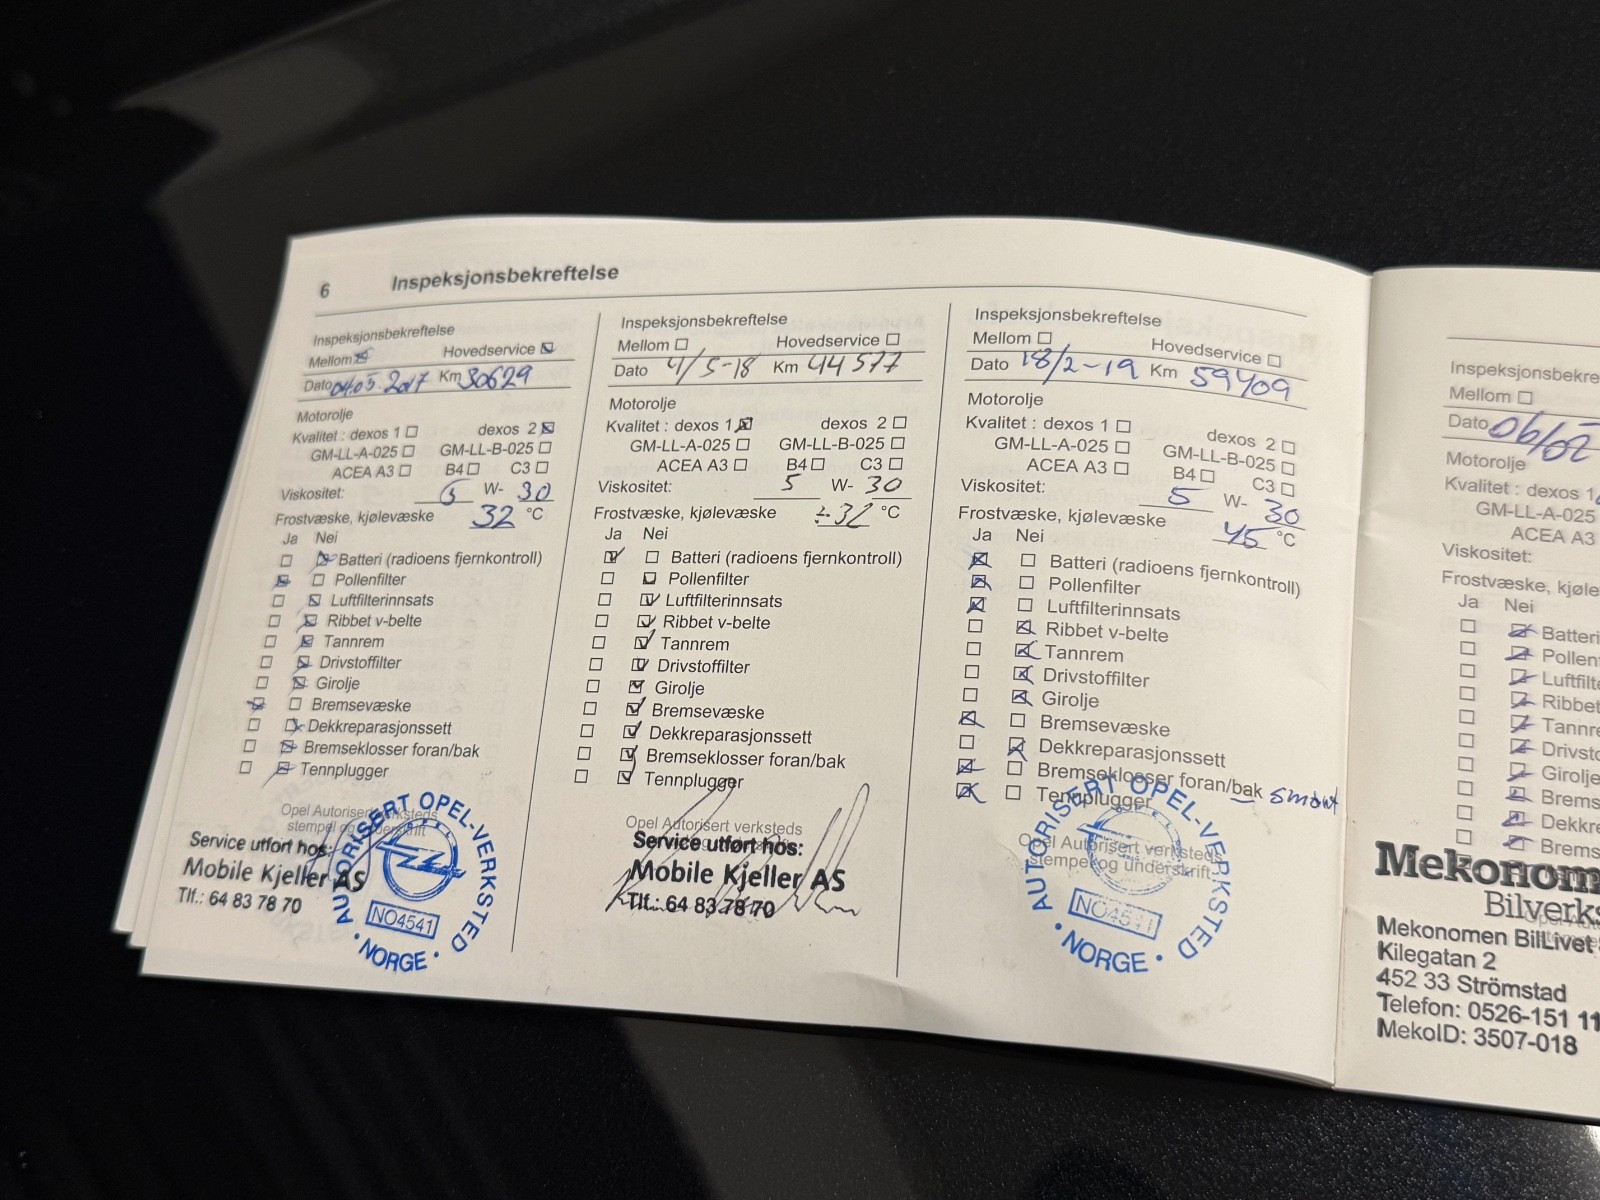 6 Inspeksjonsbekreftelse
Inspeksjonsbekreftelse
Mellom Hovedservice
Dato 04.05.2017 Km 30629
Motorolje
Kvalitet : dexos 1 dexos 2
GM-LL-A-025 GM-LL-B-025
ACEA A3 B4 C3
Viskositet: 5 W- 30
Frostvæske, kjølevæske 32 °C
Ja Nei
Batteri (radioens fjernkontroll)
Pollenfilter
Luftfilterinnsats
Ribbet v-belte
Tannrem
Drivstoffilter
Girolje
Bremsevæske
Dekkreparasjonssett
Bremseklosser foran/bak
Tennplugger
Opel Autorisert verksteds
stempel og underskrift
Service utført hos:
Mobile Kjeller AS
Tlf.: 64 83 78 70
AUTORISERT OPEL-VERKSTED
OPEL
NO4541
NORGE
Inspeksjonsbekreftelse
Mellom Hovedservice
Dato 4/5-18 Km 44577
Motorolje
Kvalitet : dexos 1 dexos 2
GM-LL-A-025 GM-LL-B-025
ACEA A3 B4 C3
Viskositet: 5 W- 30
Frostvæske, kjølevæske -32 °C
Ja Nei
Batteri (radioens fjernkontroll)
Pollenfilter
Luftfilterinnsats
Ribbet v-belte
Tannrem
Drivstoffilter
Girolje
Bremsevæske
Dekkreparasjonssett
Bremseklosser foran/bak
Tennplugger
Opel Autorisert verksteds
Service utført hos:
Mobile Kjeller AS
Tlf.: 64 83 78 70
Inspeksjonsbekreftelse
Mellom Hovedservice
Dato 18/2-19 Km 59409
Motorolje
Kvalitet : dexos 1 dexos 2
GM-LL-A-025 GM-LL-B-025
ACEA A3 B4 C3
Viskositet: 5 W- 30
Frostvæske, kjølevæske 45 °C
Ja Nei
Batteri (radioens fjernkontroll)
Pollenfilter
Luftfilterinnsats
Ribbet v-belte
Tannrem
Drivstoffilter
Girolje
Bremsevæske
Dekkreparasjonssett
Bremseklosser foran/bak smurt
Tennplugger
Opel Autorisert verksteds
stempel og underskrift
AUTORISERT OPEL-VERKSTED
OPEL
NO4541
NORGE
Inspeksjonsbekre
Mellom
Dato 06/02
Motorolje
Kvalitet : dexos 1
GM-LL-A-025
ACEA A3
Viskositet:
Frostvæske, kjøle
Ja Nei
Batteri
Pollen
Luftfilte
Ribbet
Tannre
Drivsto
Girolje
Brems
Dekkre
Brems
Mekonom
Bilverks
Mekonomen BilLivet
Kilegatan 2
452 33 Strömstad
Telefon: 0526-151 11
MekoID: 3507-018